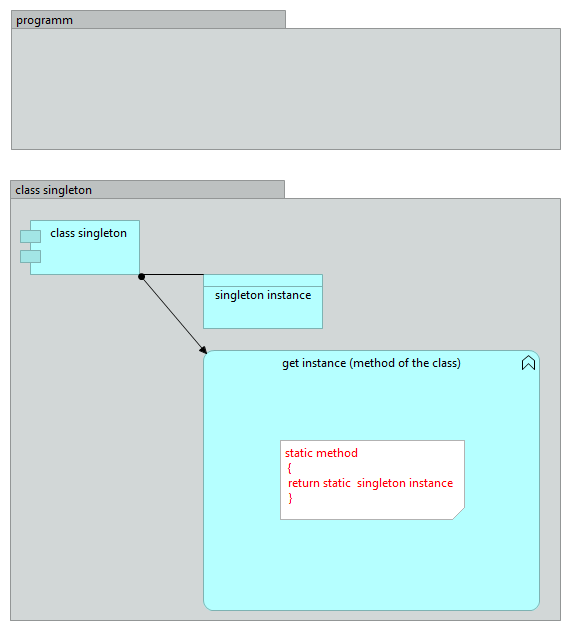 programm
class singleton
class singleton
singleton instance
get instance (method of the class)
static method
{
return static  singleton instance
}